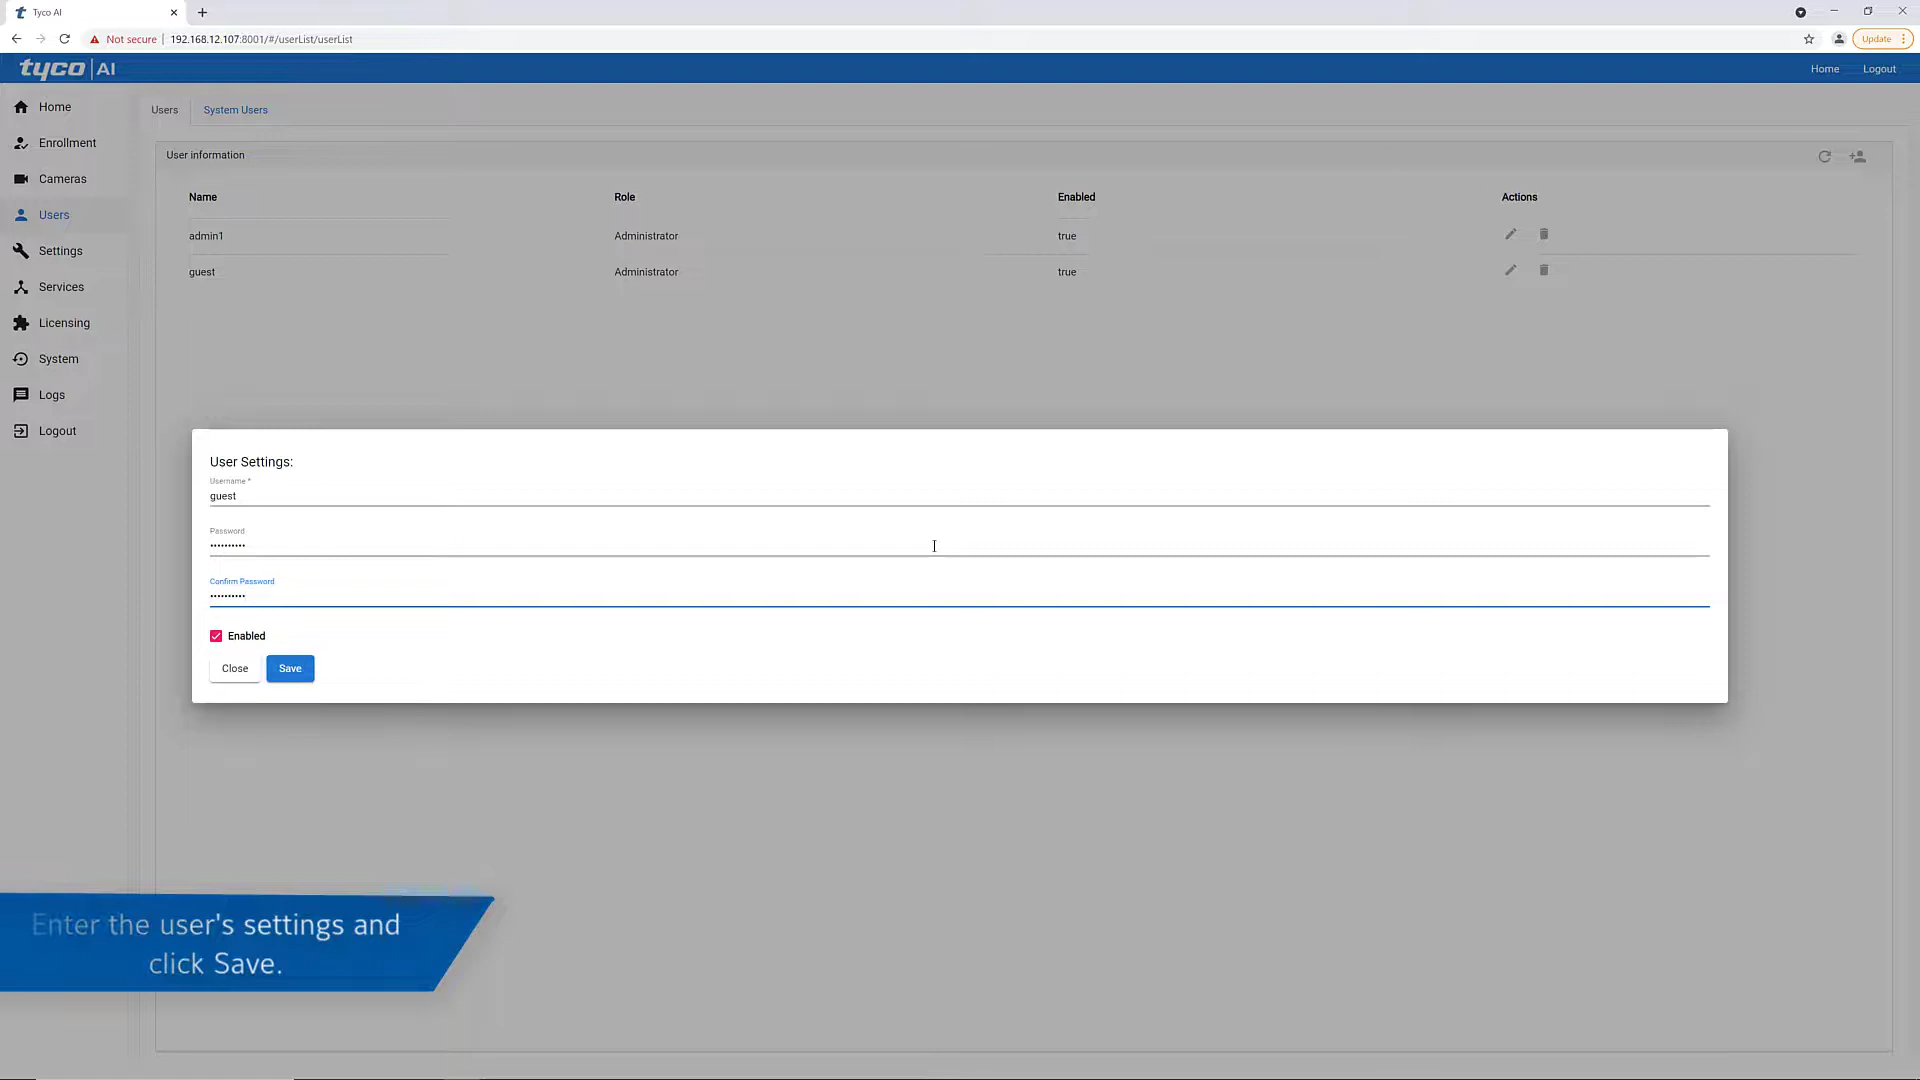 Tyco AI
Not secure
192.168.12.107:8001/#/userList/userList
Update
tyco AI
Home
Logout
Home
Enrollment
Cameras
Users
Settings
Services
Licensing
System
Logs
Logout
Users
System Users
User information
Name
Role
Enabled
Actions
admin1
Administrator
true
guest
Administrator
true
User Settings:
Username *
guest
Password
••••••••••
Confirm Password
••••••••••
Enabled
Close
Save
Enter the user's settings and
click Save.